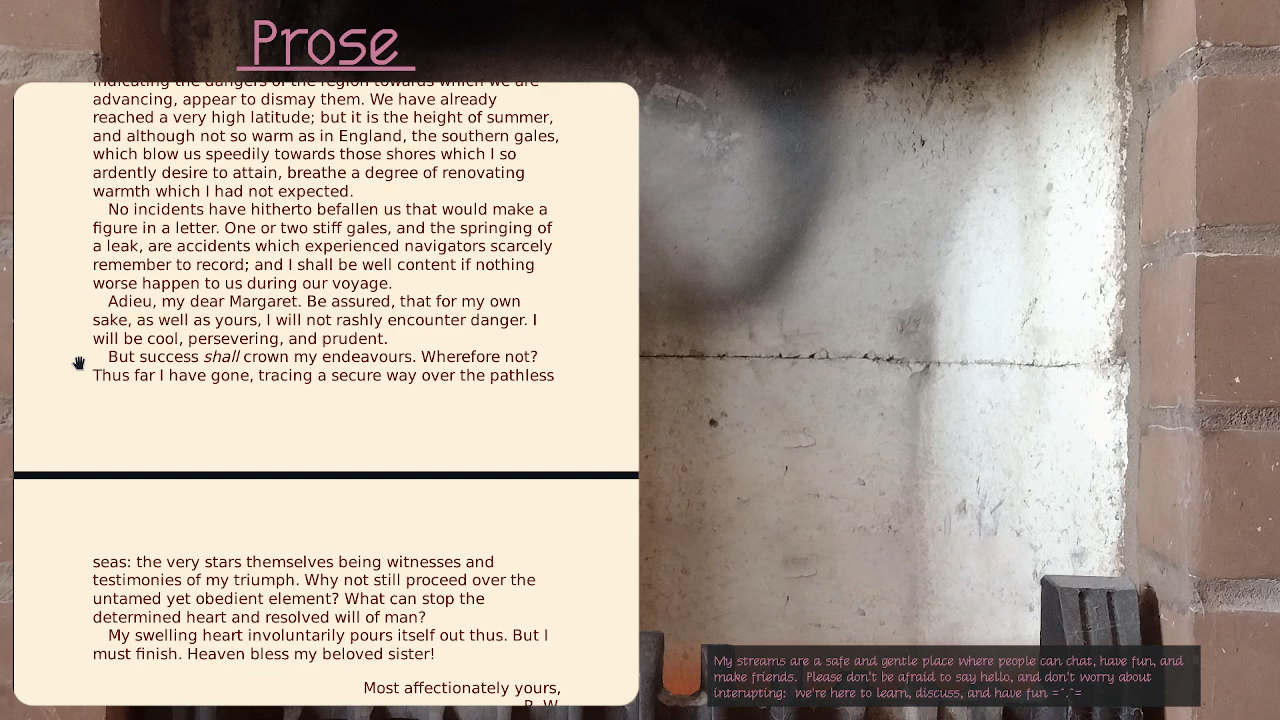 Prose
indicating the dangers of the region towards which we are
advancing, appear to dismay them. We have already
reached a very high latitude; but it is the height of summer,
and although not so warm as in England, the southern gales,
which blow us speedily towards those shores which I so
ardently desire to attain, breathe a degree of renovating
warmth which I had not expected.
No incidents have hitherto befallen us that would make a
figure in a letter. One or two stiff gales, and the springing of
a leak, are accidents which experienced navigators scarcely
remember to record; and I shall be well content if nothing
worse happen to us during our voyage.
Adieu, my dear Margaret. Be assured, that for my own
sake, as well as yours, I will not rashly encounter danger. I
will be cool, persevering, and prudent.
But success shall crown my endeavours. Wherefore not?
Thus far I have gone, tracing a secure way over the pathless
seas: the very stars themselves being witnesses and
testimonies of my triumph. Why not still proceed over the
untamed yet obedient element? What can stop the
determined heart and resolved will of man?
My swelling heart involuntarily pours itself out thus. But I
must finish. Heaven bless my beloved sister!
Most affectionately yours,
R. W.
My streams are a safe and gentle place where people can chat, have fun, and
make friends.  Please don't be afraid to say hello, and don't worry about
interupting:  we're here to learn, discuss, and have fun =^.^=